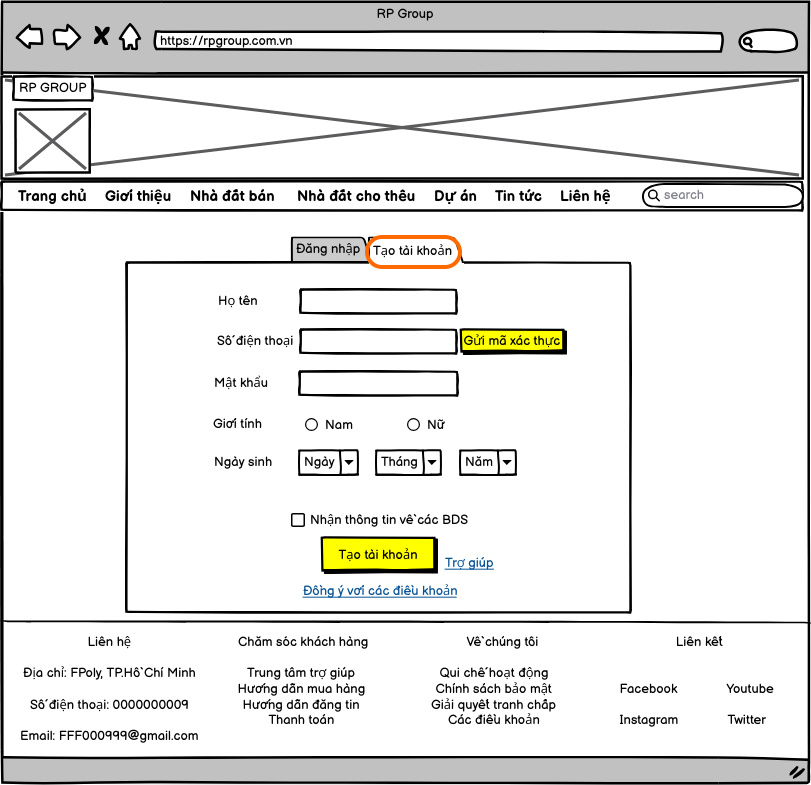 RP Group
https://rpgroup.com.vn
RP GROUP
Trang chủ Giới thiệu Nhà đất bán Nhà đất cho thêu Dự án Tin tức Liên hệ search
Đăng nhập Tạo tài khoản
Họ tên
Số điện thoại Gửi mã xác thực
Mật khẩu
Giới tính Nam Nữ
Ngày sinh Ngày Tháng Năm
Nhận thông tin về các BDS
Tạo tài khoản Trợ giúp
Đồng ý với các điều khoản
Liên hệ Chăm sóc khách hàng Về chúng tôi Liên kết
Địa chỉ: FPoly, TP.Hồ Chí Minh Trung tâm trợ giúp Qui chế hoạt động
Hướng dẫn mua hàng Chính sách bảo mật Facebook Youtube
Số điện thoại: 0000000009 Hướng dẫn đăng tin Giải quyết tranh chấp
Thanh toán Các điều khoản Instagram Twitter
Email: FFF000999@gmail.com